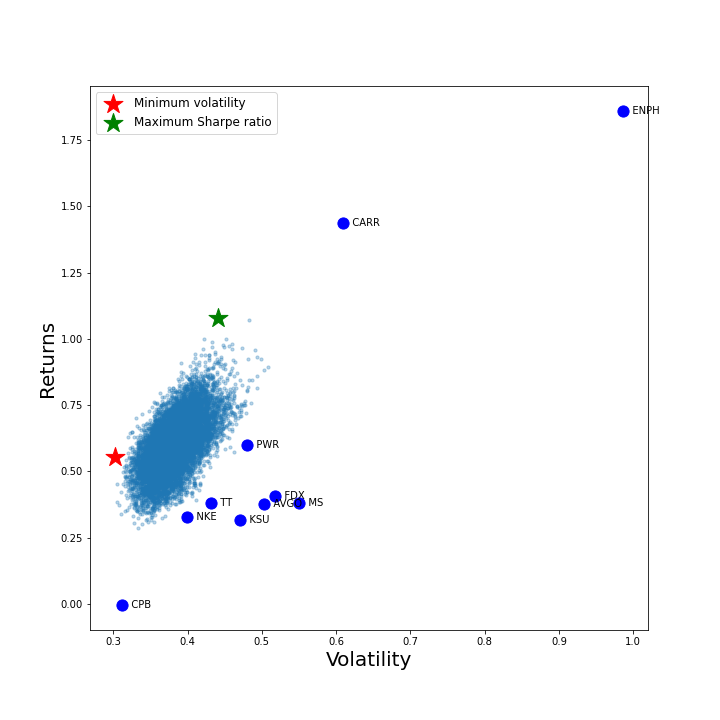 Minimum volatility
Maximum Sharpe ratio
ENPH
1.75
1.50
CARR
1.25
1.00
Returns
0.75
PWR
0.50
FDX
TT
AVGO
MS
NKE
KSU
0.25
0.00
CPB
0.3 0.4 0.5 0.6 0.7 0.8 0.9 1.0
Volatility